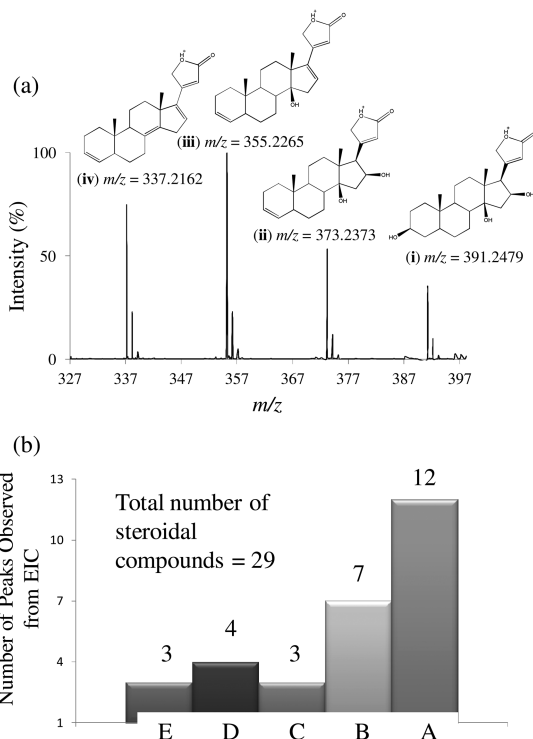 (a)
H+
O
O
H+
O
O
OH
(iii) m/z = 355.2265
(iv) m/z = 337.2162
H+
O
O
OH
OH
(ii) m/z = 373.2373
H+
O
OH
OH
HO
(i) m/z = 391.2479
Intensity (%)
100
50
0
327 337 347 357 367 377 387 397
m/z
(b)
Number of Peaks Observed
from EIC
13
10
7
4
1
Total number of
steroidal
compounds = 29
3
4
3
7
12
E D C B A